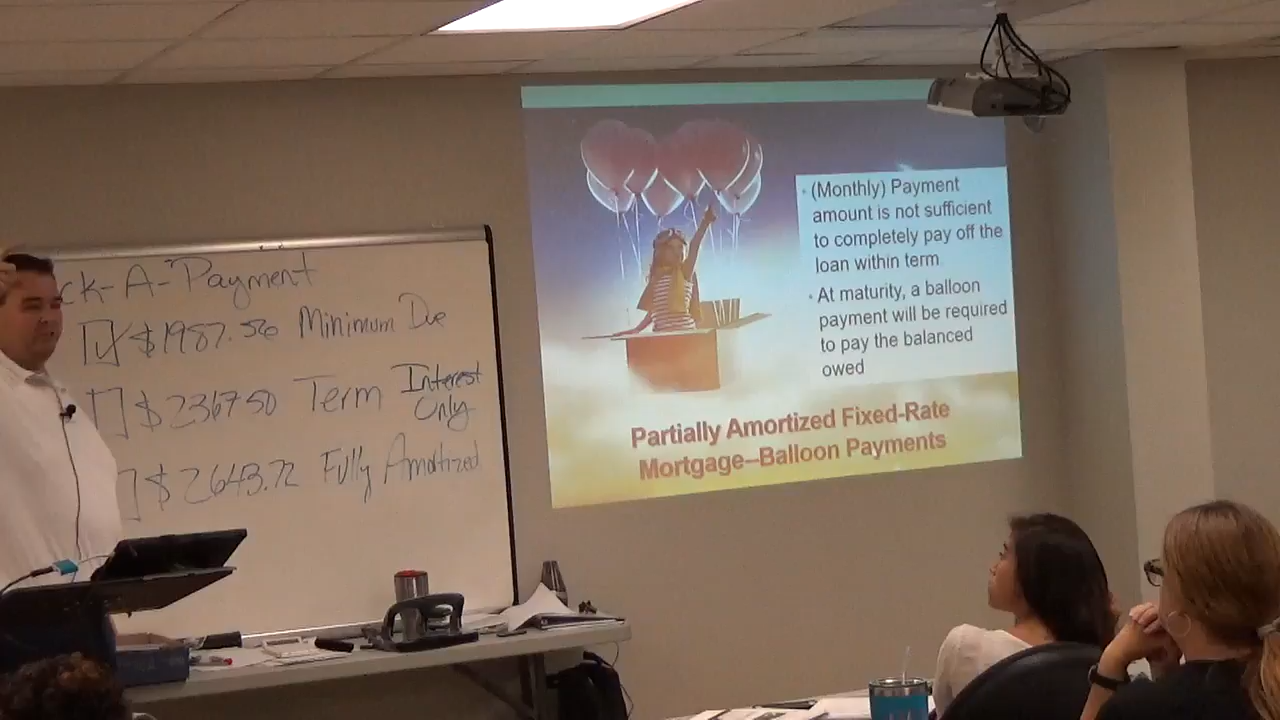 ck-A-Payment
$1987.56 Minimum Due
$2367.50 Term Interest Only
$2643.72 Fully Amortized
• (Monthly) Payment
amount is not sufficient
to completely pay off the
loan within term
• At maturity, a balloon
payment will be required
to pay the balanced
owed
Partially Amortized Fixed-Rate
Mortgage--Balloon Payments